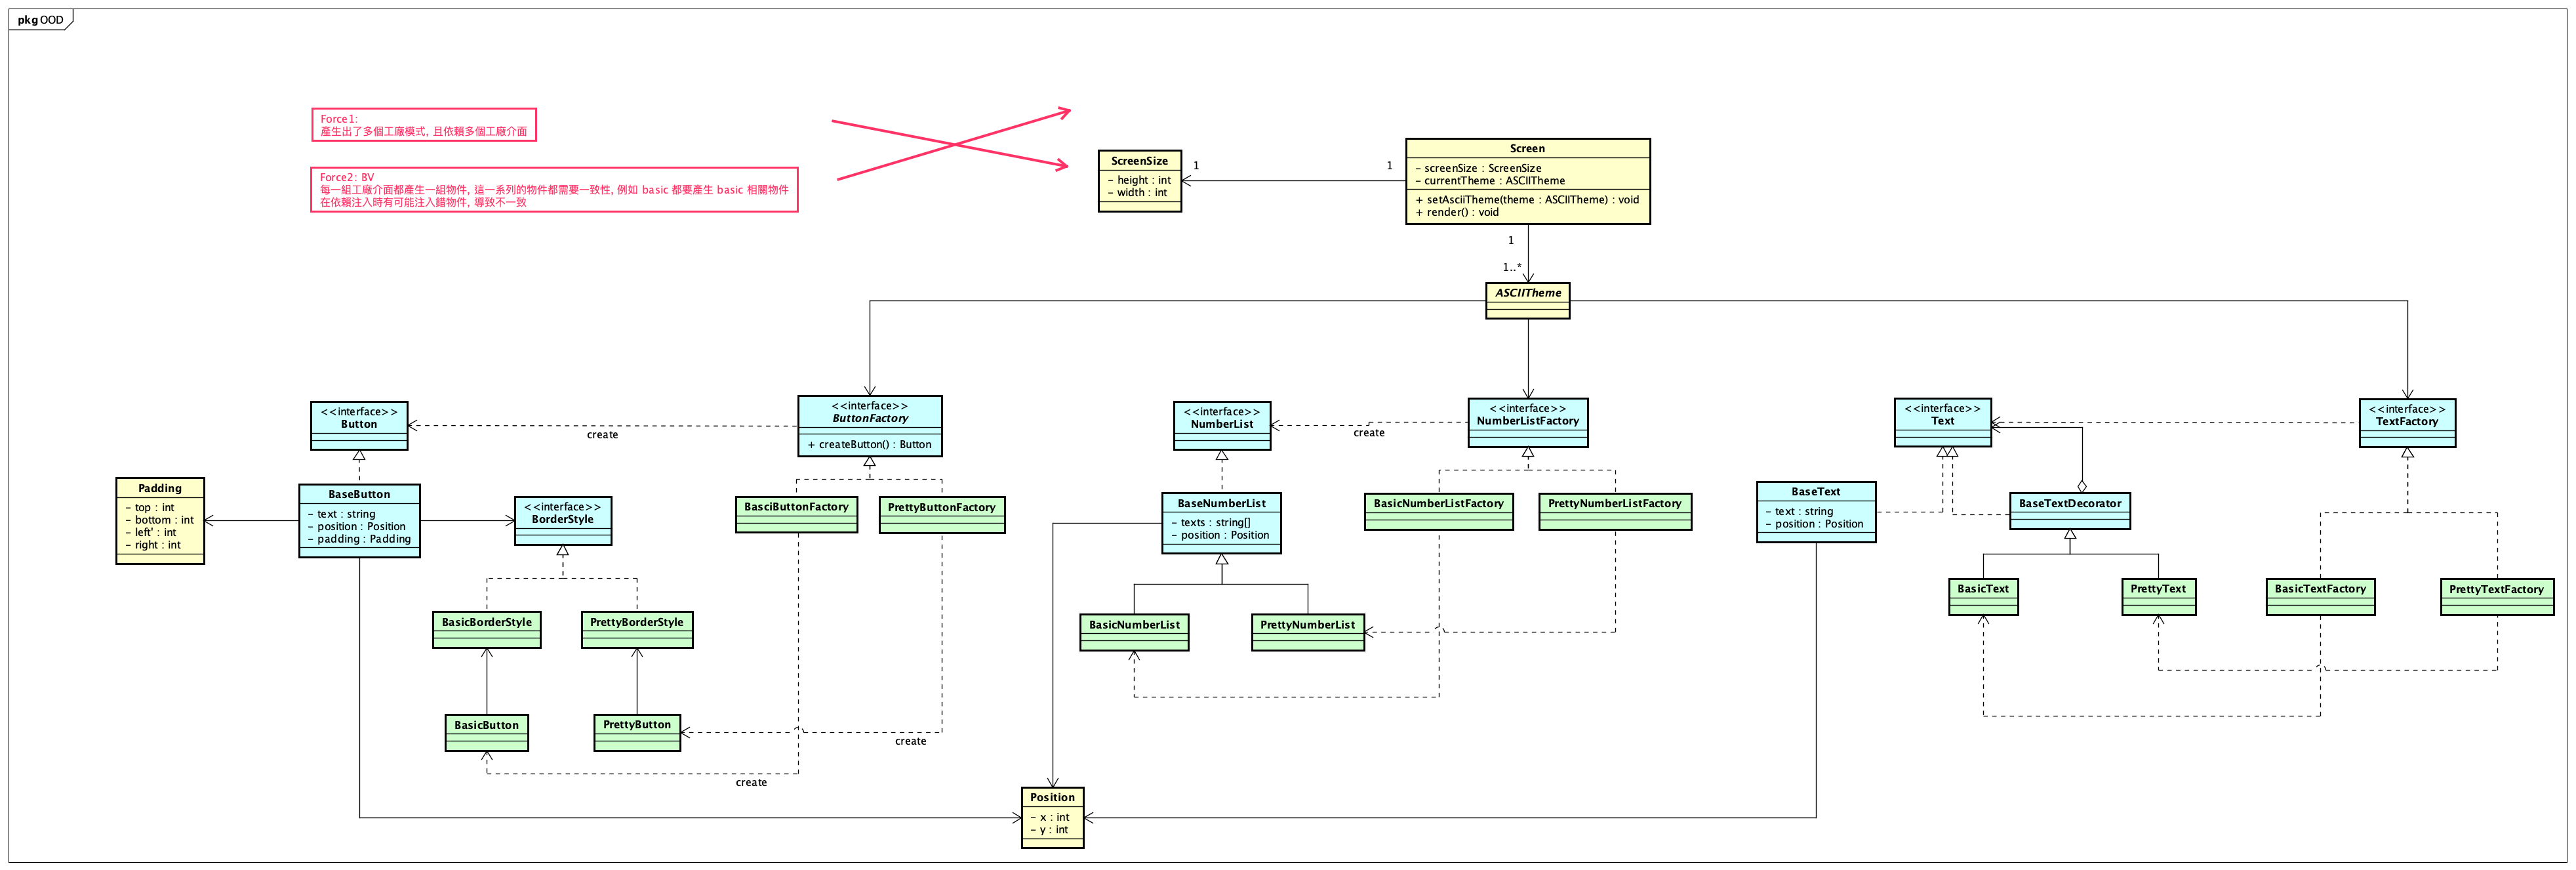 pkg OOD
Force1:
產生出了多個工廠模式, 且依賴多個工廠介面
Force2: BV
每一組工廠介面都產生一組物件, 這一系列的物件都需要一致性, 例如 basic 都要產生 basic 相關物件
在依賴注入時有可能注入錯物件, 導致不一致
ScreenSize
- height : int
- width : int
1
1
Screen
- screenSize : ScreenSize
- currentTheme : ASCIITheme
+ setAsciiTheme(theme : ASCIITheme) : void
+ render() : void
1
1..*
ASCIITheme
<<interface>>
Button
create
<<interface>>
ButtonFactory
+ createButton() : Button
<<interface>>
NumberList
create
<<interface>>
NumberListFactory
<<interface>>
Text
<<interface>>
TextFactory
Padding
- top : int
- bottom : int
- left' : int
- right : int
BaseButton
- text : string
- position : Position
- padding : Padding
<<interface>>
BorderStyle
BasciButtonFactory
PrettyButtonFactory
BaseNumberList
- texts : string[]
- position : Position
BasicNumberListFactory
PrettyNumberListFactory
BaseText
- text : string
- position : Position
BaseTextDecorator
BasicBorderStyle
PrettyBorderStyle
BasicNumberList
PrettyNumberList
BasicText
PrettyText
BasicTextFactory
PrettyTextFactory
BasicButton
PrettyButton
create
create
Position
- x : int
- y : int